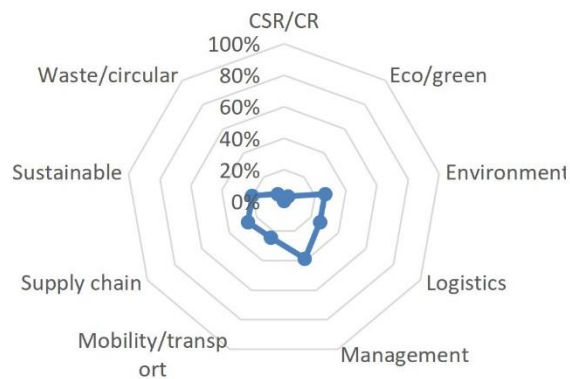 CSR/CR
100%
80%
60%
40%
20%
0%
Eco/green
Environment
Logistics
Management
Mobility/transp
ort
Supply chain
Sustainable
Waste/circular